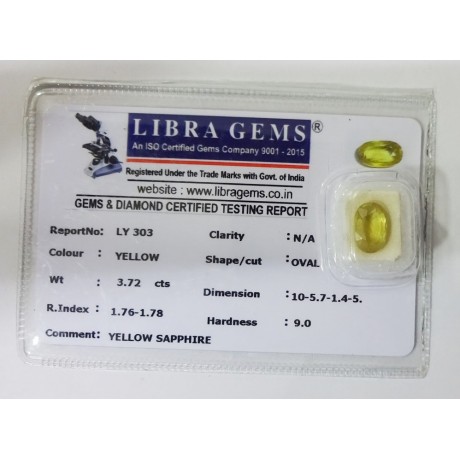 LIBRA GEMS ®
An ISO Certified Gems Company 9001 - 2015
Registered Under the Trade Marks with Govt. of India
website : www.libragems.co.in
GEMS & DIAMOND CERTIFIED TESTING REPORT
ReportNo: LY 303 Clarity : N/A
Colour : YELLOW Shape/cut : OVAL
Wt : 3.72 cts Dimension : 10-5.7-1.4-5.
R.Index : 1.76-1.78 Hardness : 9.0
Comment: YELLOW SAPPHIRE